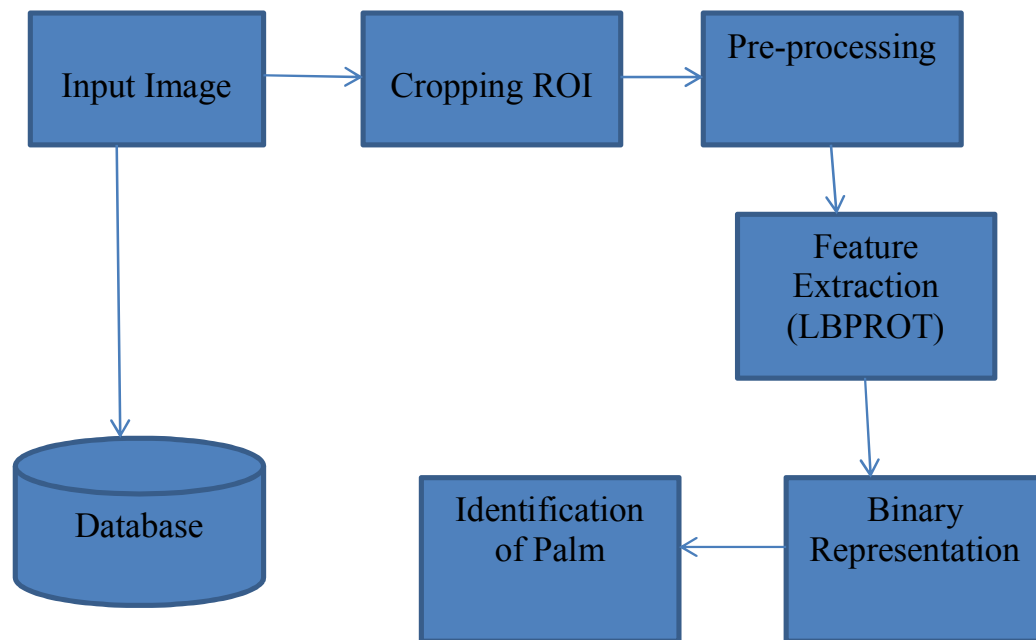 Input Image
Cropping ROI
Pre-processing
Feature
Extraction
(LBPROT)
Database
Identification
of Palm
Binary
Representation